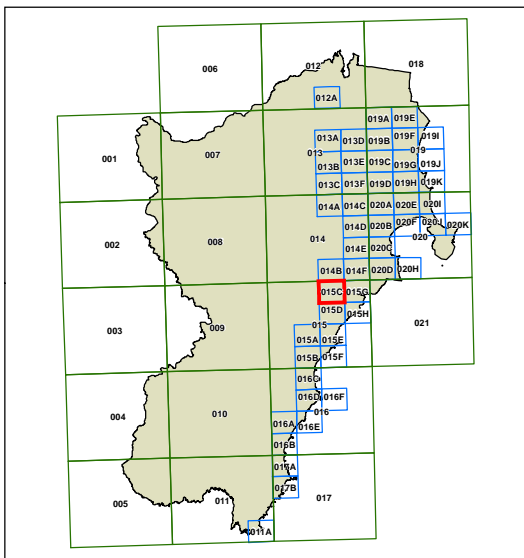 006 012 018
012A
019A 019E
001 007 013A 013D 019B 019F 019I
013 019
013B 013E 019C 019G 019J
013C 013F 019D 019H 019K
014A 014C 020A 020E 020I
014D 020B 020F 020J 020K
002 008 014 020
014E 020C
014B 014F 020D 020H
015C 015G
015D 015H
003 009 015 021
015A 015E
015B 015F
016C
004 010 016D 016F
016
016A 016E
016B
017A
005 011 017B 017
011A